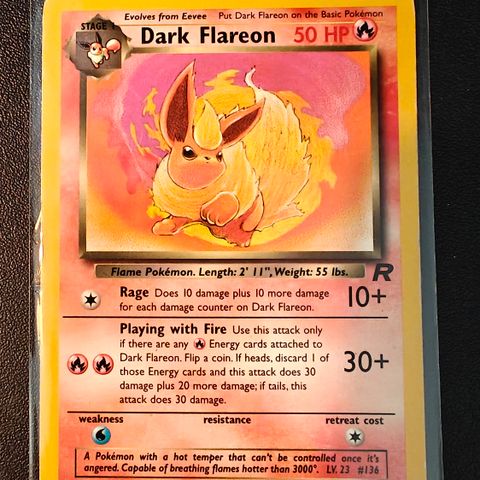 Evolves from Eevee Put Dark Flareon on the Basic Pokémon
STAGE
Dark Flareon 50 HP
Flame Pokémon. Length: 2' 11", Weight: 55 lbs.
R
Rage Does 10 damage plus 10 more damage
for each damage counter on Dark Flareon.
10+
Playing with Fire Use this attack only
if there are any Energy cards attached to
Dark Flareon. Flip a coin. If heads, discard 1 of
those Energy cards and this attack does 30
damage plus 20 more damage; if tails, this
attack does 30 damage.
30+
weakness resistance retreat cost
A Pokémon with a hot temper that can't be controlled once it's
angered. Capable of breathing flames hotter than 3000°. LV. 23 #136